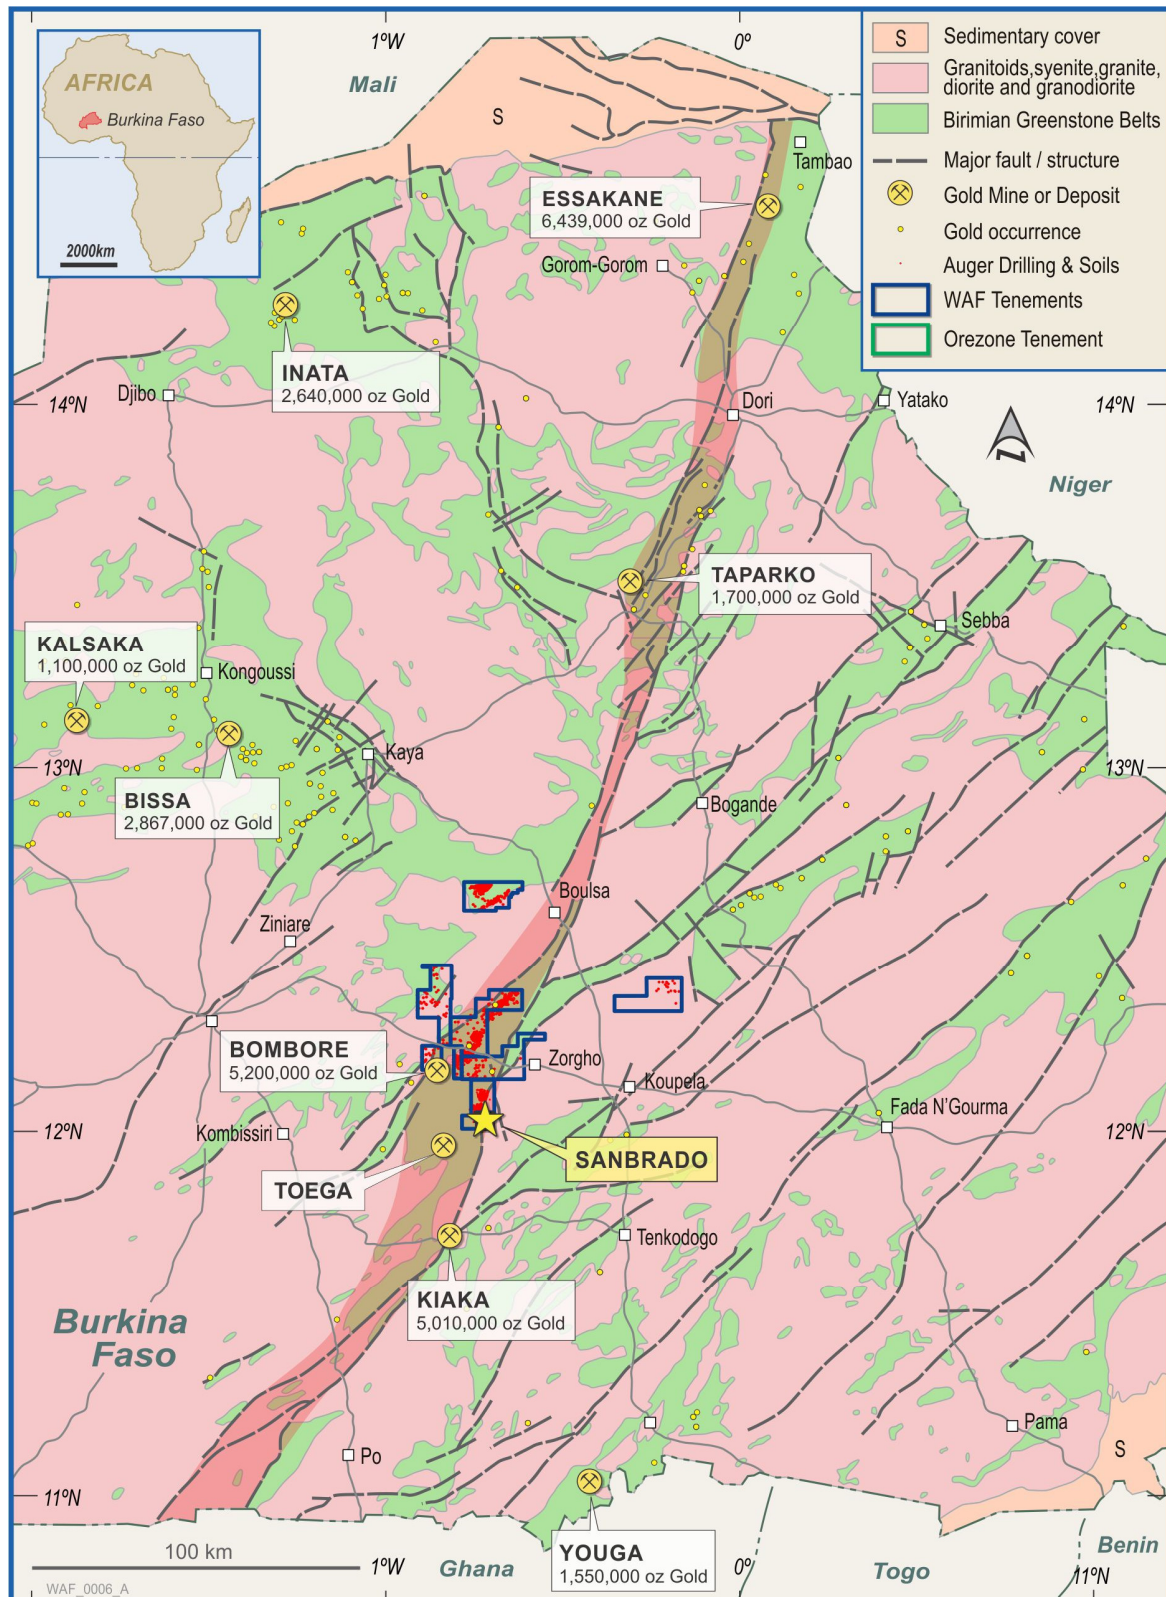 1ºW
0º
Mali
AFRICA
Burkina Faso
2000km
S
Sedimentary cover
Granitoids,syenite,granite,
diorite and granodiorite
Birimian Greenstone Belts
Major fault / structure
Gold Mine or Deposit
Gold occurrence
Auger Drilling & Soils
WAF Tenements
Orezone Tenement
S
Tambao
ESSAKANE
6,439,000 oz Gold
Gorom-Gorom
INATA
2,640,000 oz Gold
Djibo
14ºN
Dori
Yatako
14ºN
N
Niger
TAPARKO
1,700,000 oz Gold
Sebba
KALSAKA
1,100,000 oz Gold
Kongoussi
Kaya
13ºN
13ºN
BISSA
2,867,000 oz Gold
Bogande
Boulsa
Ziniare
BOMBORE
5,200,000 oz Gold
Zorgho
Koupela
Fada N'Gourma
Kombissiri
12ºN
12ºN
SANBRADO
TOEGA
Tenkodogo
KIAKA
5,010,000 oz Gold
Burkina
Faso
Pama
S
Po
11ºN
YOUGA
1,550,000 oz Gold
100 km
1ºW
Ghana
0º
Togo
Benin
11ºN
WAF_0006_A